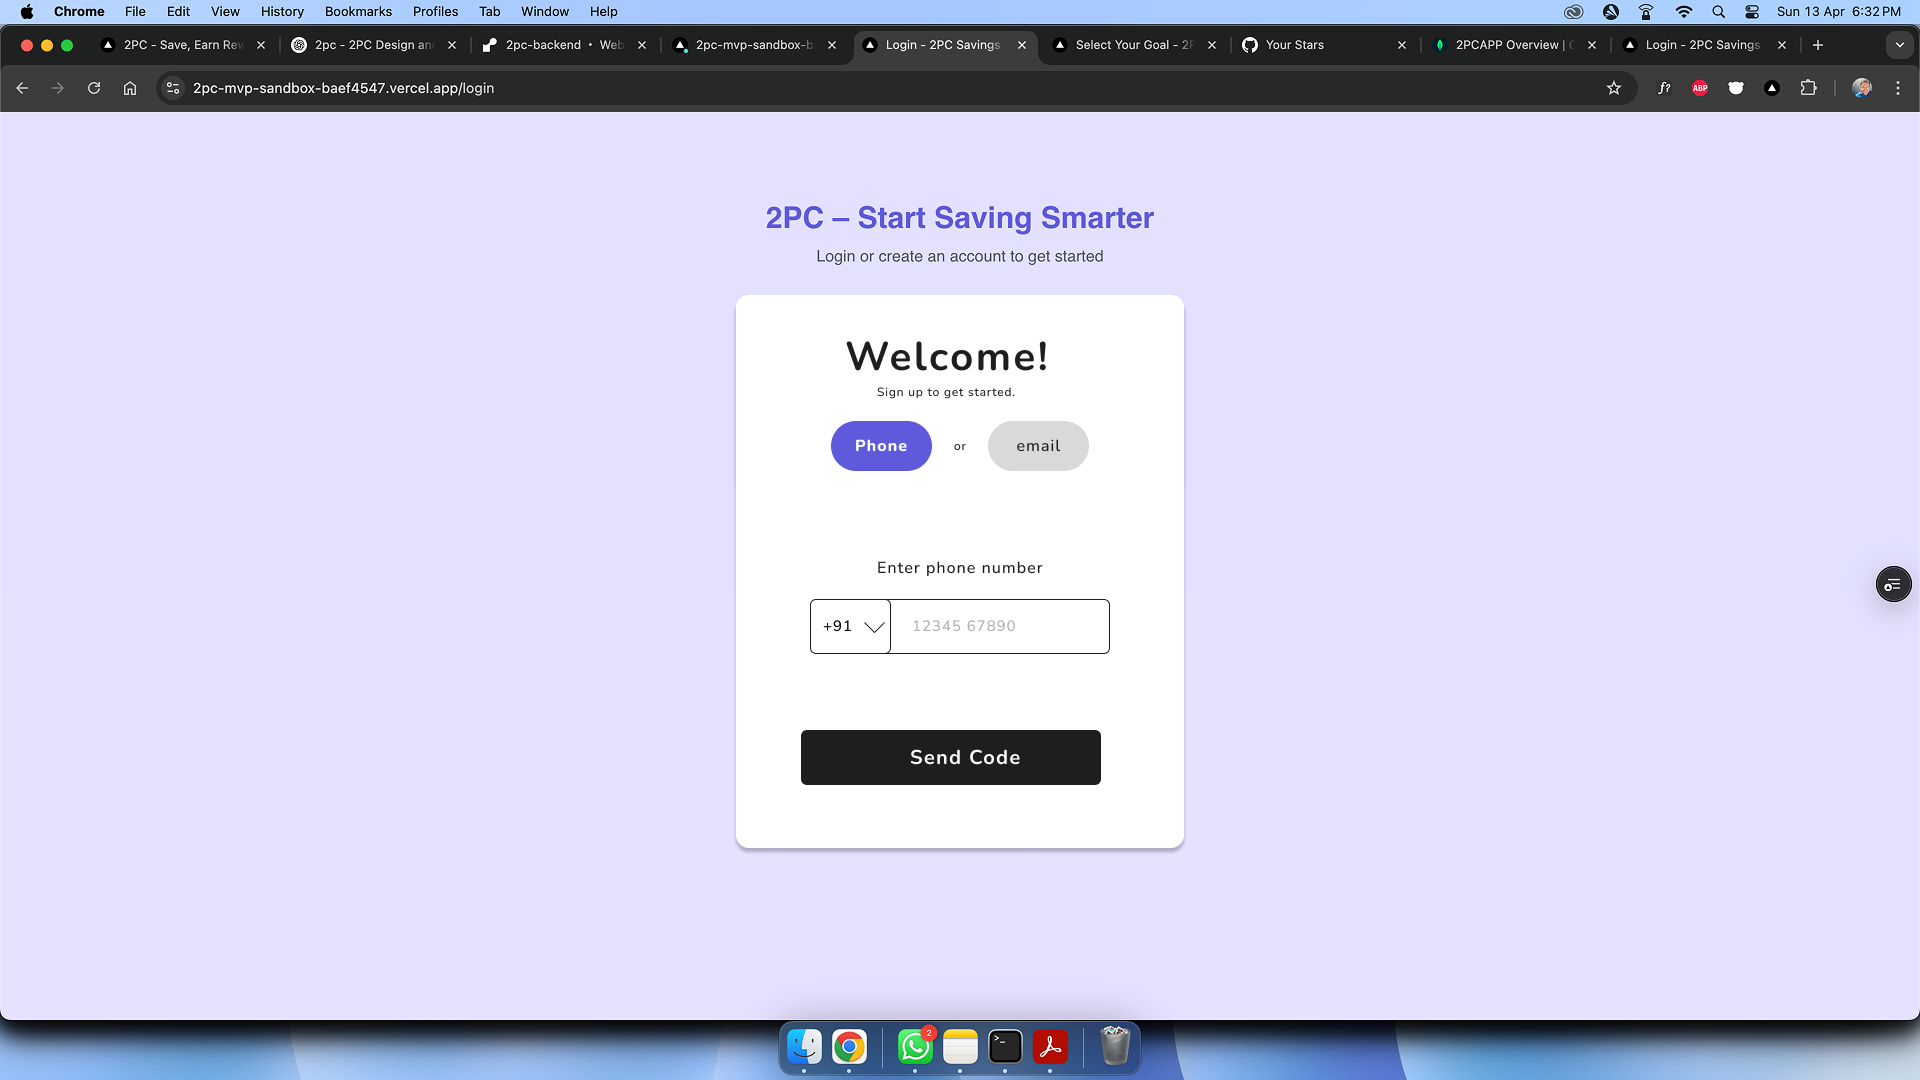 Chrome File Edit View History Bookmarks Profiles Tab Window Help Sun 13 Apr 6:32 PM
2PC - Save, Earn Rew 2pc - 2PC Design an 2pc-backend • Web 2pc-mvp-sandbox-b Login - 2PC Savings Select Your Goal - 2P Your Stars 2PCAPP Overview | C Login - 2PC Savings
2pc-mvp-sandbox-baef4547.vercel.app/login f? ABP
2PC – Start Saving Smarter
Login or create an account to get started
Welcome!
Sign up to get started.
Phone or email
Enter phone number
+91 12345 67890
Send Code
2